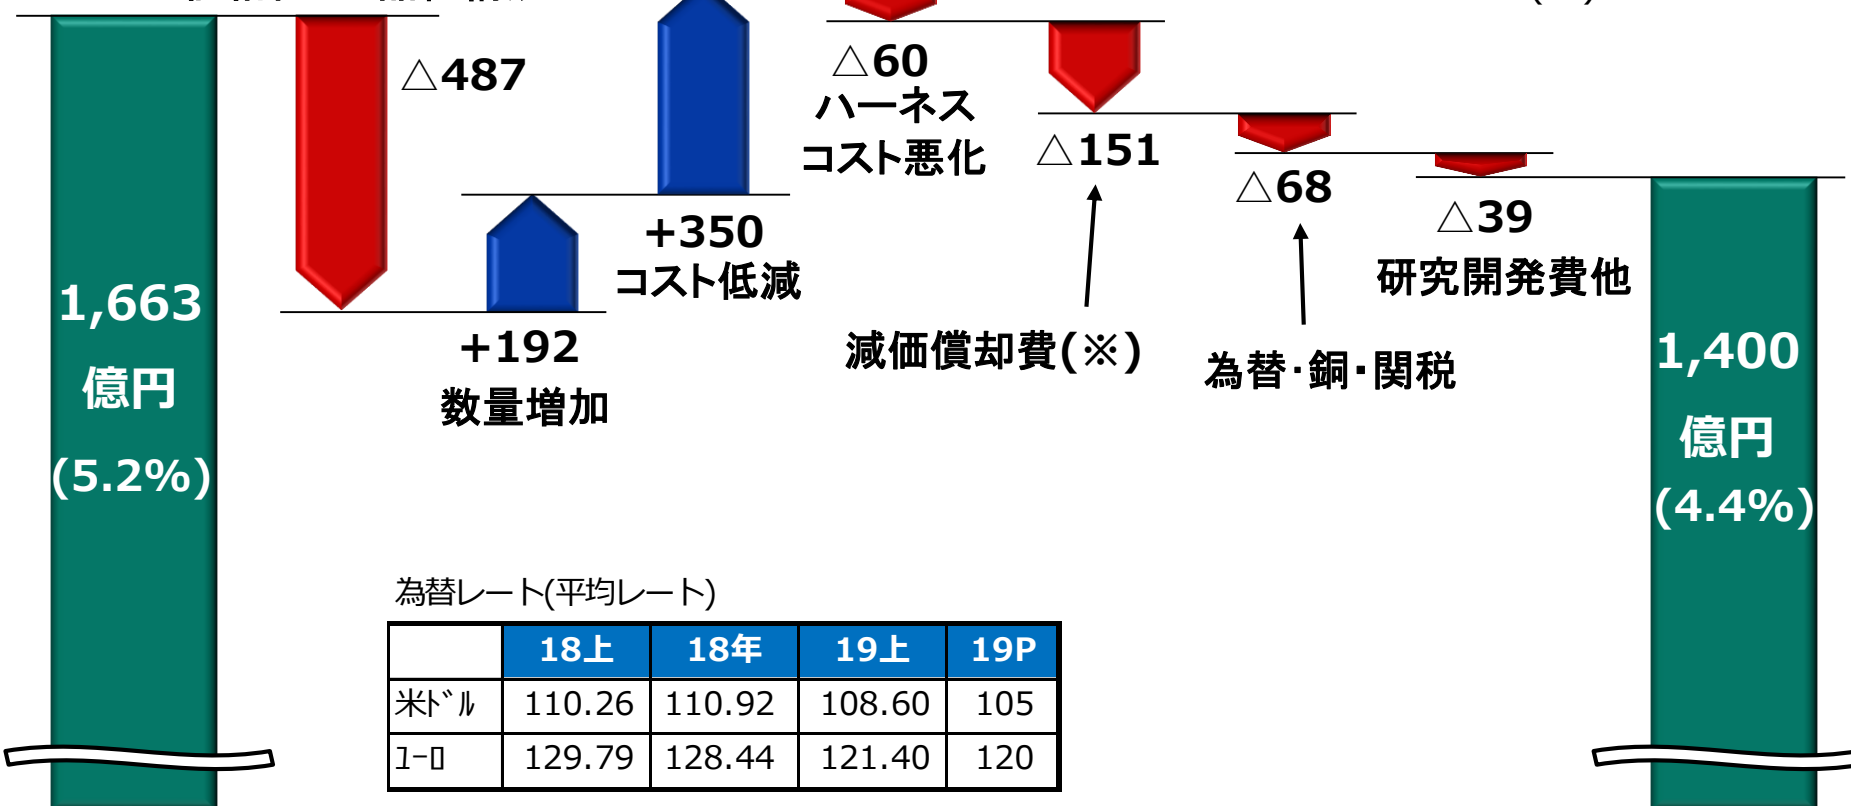 △487
△60
ハーネス
コスト悪化
△151
△68
△39
研究開発費他
+350
コスト低減
+192
数量増加
減価償却費(※)
為替・銅・関税
1,663
億円
(5.2%)
1,400
億円
(4.4%)
為替レート(平均レート)
18上 18年 19上 19P
米ﾄﾞﾙ 110.26 110.92 108.60 105
ﾕｰﾛ 129.79 128.44 121.40 120